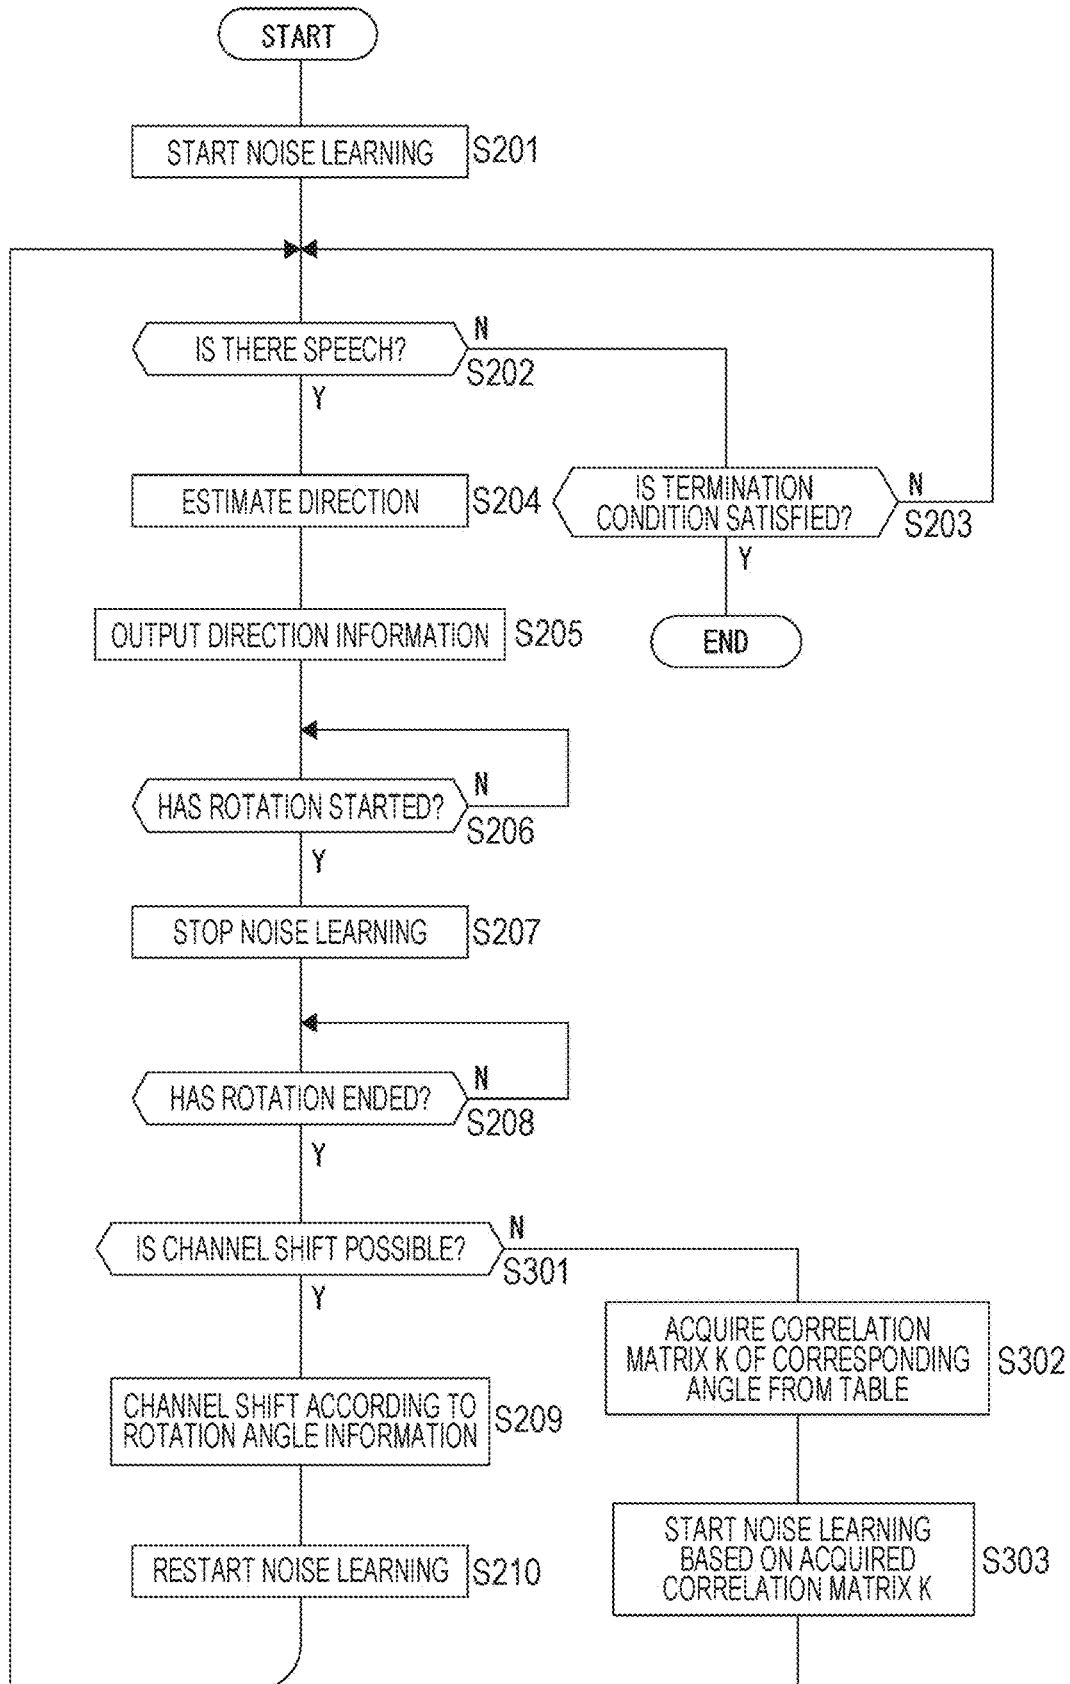 START
START NOISE LEARNING
S201
IS THERE SPEECH?
N
S202
Y
ESTIMATE DIRECTION
S204
IS TERMINATION
CONDITION SATISFIED?
N
S203
Y
END
OUTPUT DIRECTION INFORMATION
S205
HAS ROTATION STARTED?
N
S206
Y
STOP NOISE LEARNING
S207
HAS ROTATION ENDED?
N
S208
Y
IS CHANNEL SHIFT POSSIBLE?
N
S301
Y
ACQUIRE CORRELATION
MATRIX K OF CORRESPONDING
ANGLE FROM TABLE
S302
CHANNEL SHIFT ACCORDING TO
ROTATION ANGLE INFORMATION
S209
START NOISE LEARNING
BASED ON ACQUIRED
CORRELATION MATRIX K
S303
RESTART NOISE LEARNING
S210